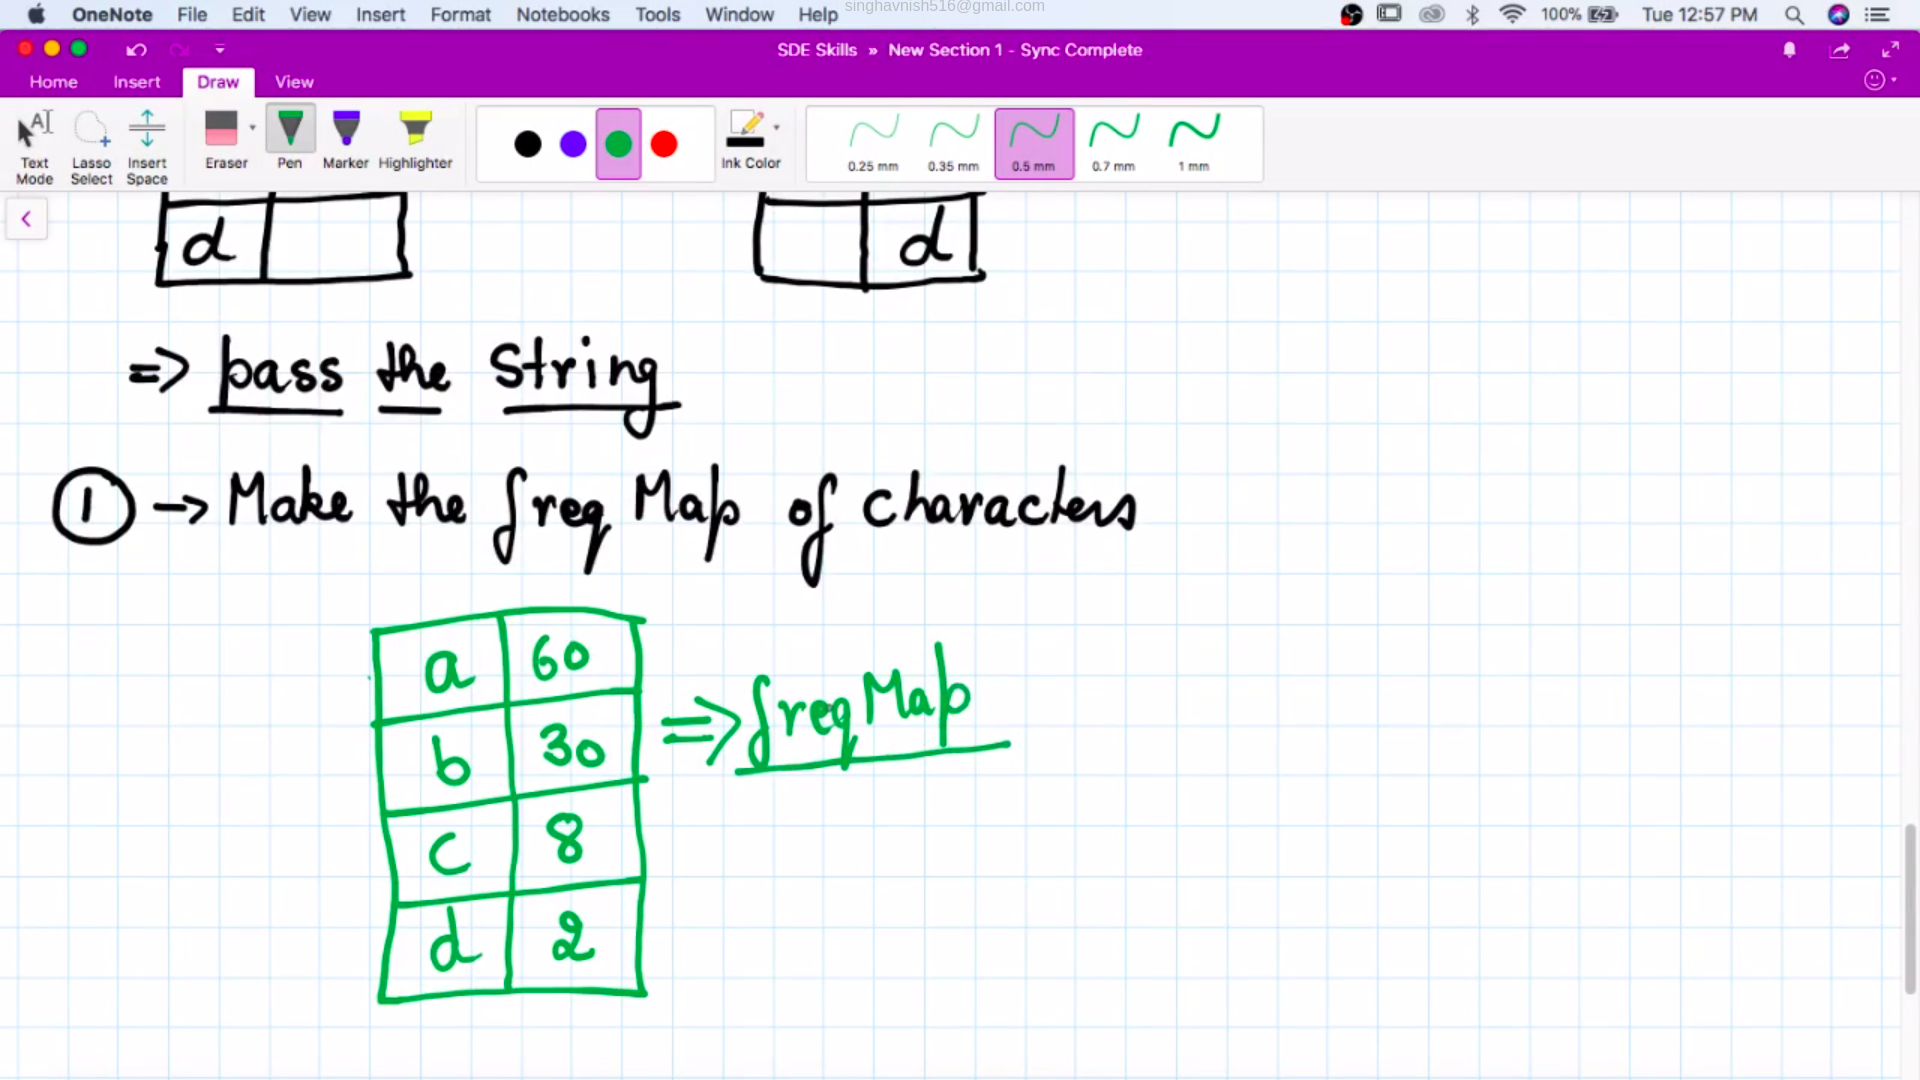 singhavnish516@gmail.com
OneNote File Edit View Insert Format Notebooks Tools Window Help 100% Tue 12:57 PM
SDE Skills » New Section 1 - Sync Complete
Home Insert Draw View
Text Mode Lasso Select Insert Space Eraser Pen Marker Highlighter Ink Color 0.25 mm 0.35 mm 0.5 mm 0.7 mm 1 mm
d d
=> pass the String
1 -> Make the freq Map of characters
a 60
=> freqMap
b 30
c 8
d 2